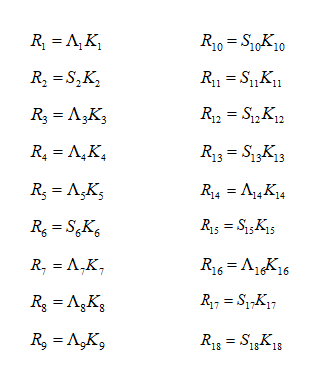 R₁ = Λ₁K₁
R₂ = S₂K₂
R₃ = Λ₃K₃
R₄ = Λ₄K₄
R₅ = Λ₅K₅
R₆ = S₆K₆
R₇ = Λ₇K₇
R₈ = Λ₈K₈
R₉ = Λ₉K₉
R₁₀ = S₁₀K₁₀
R₁₁ = S₁₁K₁₁
R₁₂ = S₁₂K₁₂
R₁₃ = S₁₃K₁₃
R₁₄ = Λ₁₄K₁₄
R₁₅ = S₁₅K₁₅
R₁₆ = Λ₁₆K₁₆
R₁₇ = S₁₇K₁₇
R₁₈ = S₁₈K₁₈